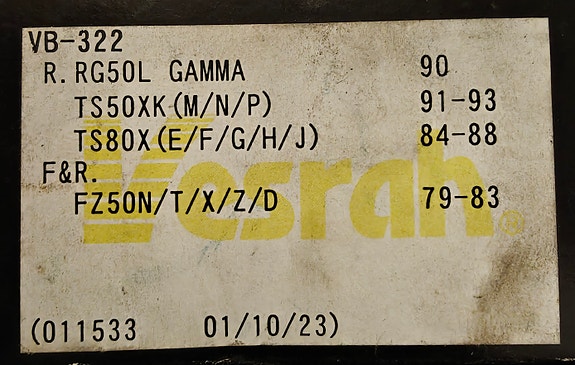 VB-322
R. RG50L GAMMA 90
TS50XK(M/N/P) 91-93
TS80X(E/F/G/H/J) 84-88
F&R.
FZ50N/T/X/Z/D 79-83
Vesrah®
(011533 01/10/23)